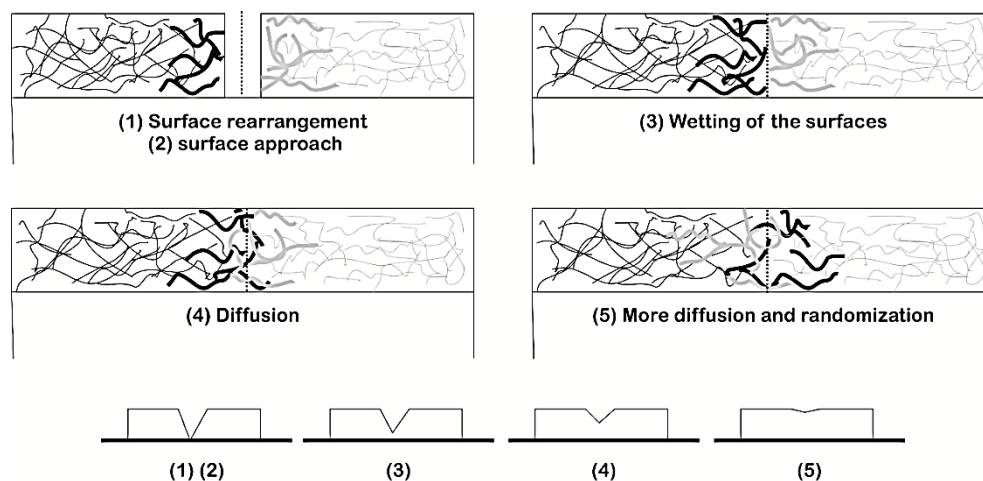 (1) Surface rearrangement
(2) surface approach
(3) Wetting of the surfaces
(4) Diffusion
(5) More diffusion and randomization
(1) (2)
(3)
(4)
(5)